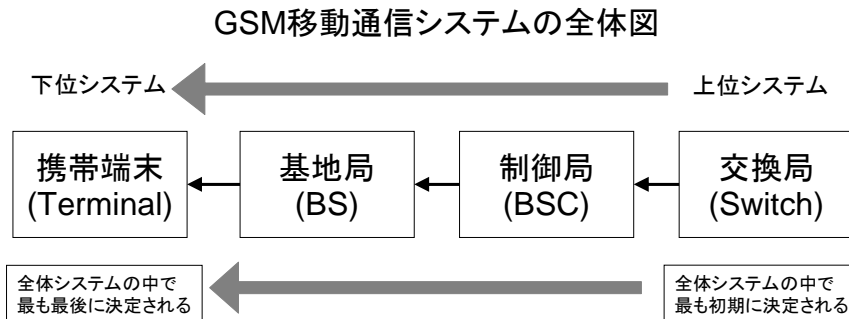 GSM移動通信システムの全体図
下位システム
上位システム
携帯端末
(Terminal)
基地局
(BS)
制御局
(BSC)
交換局
(Switch)
全体システムの中で
最も最後に決定される
全体システムの中で
最も初期に決定される